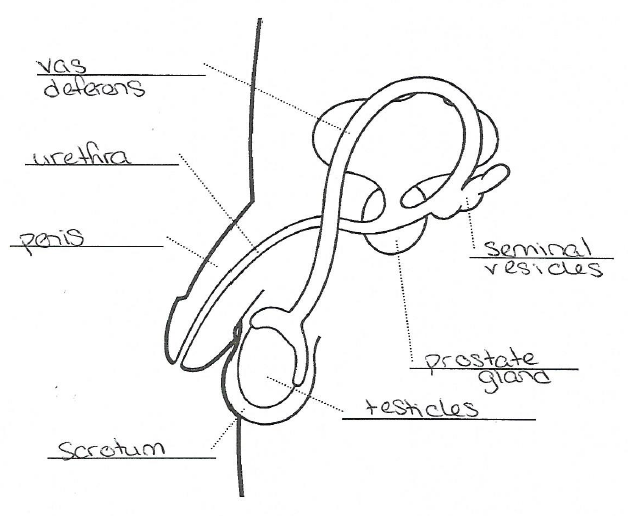 vas
deferens
urethra
penis
seminal
vesicles
prostate
gland
testicles
scrotum